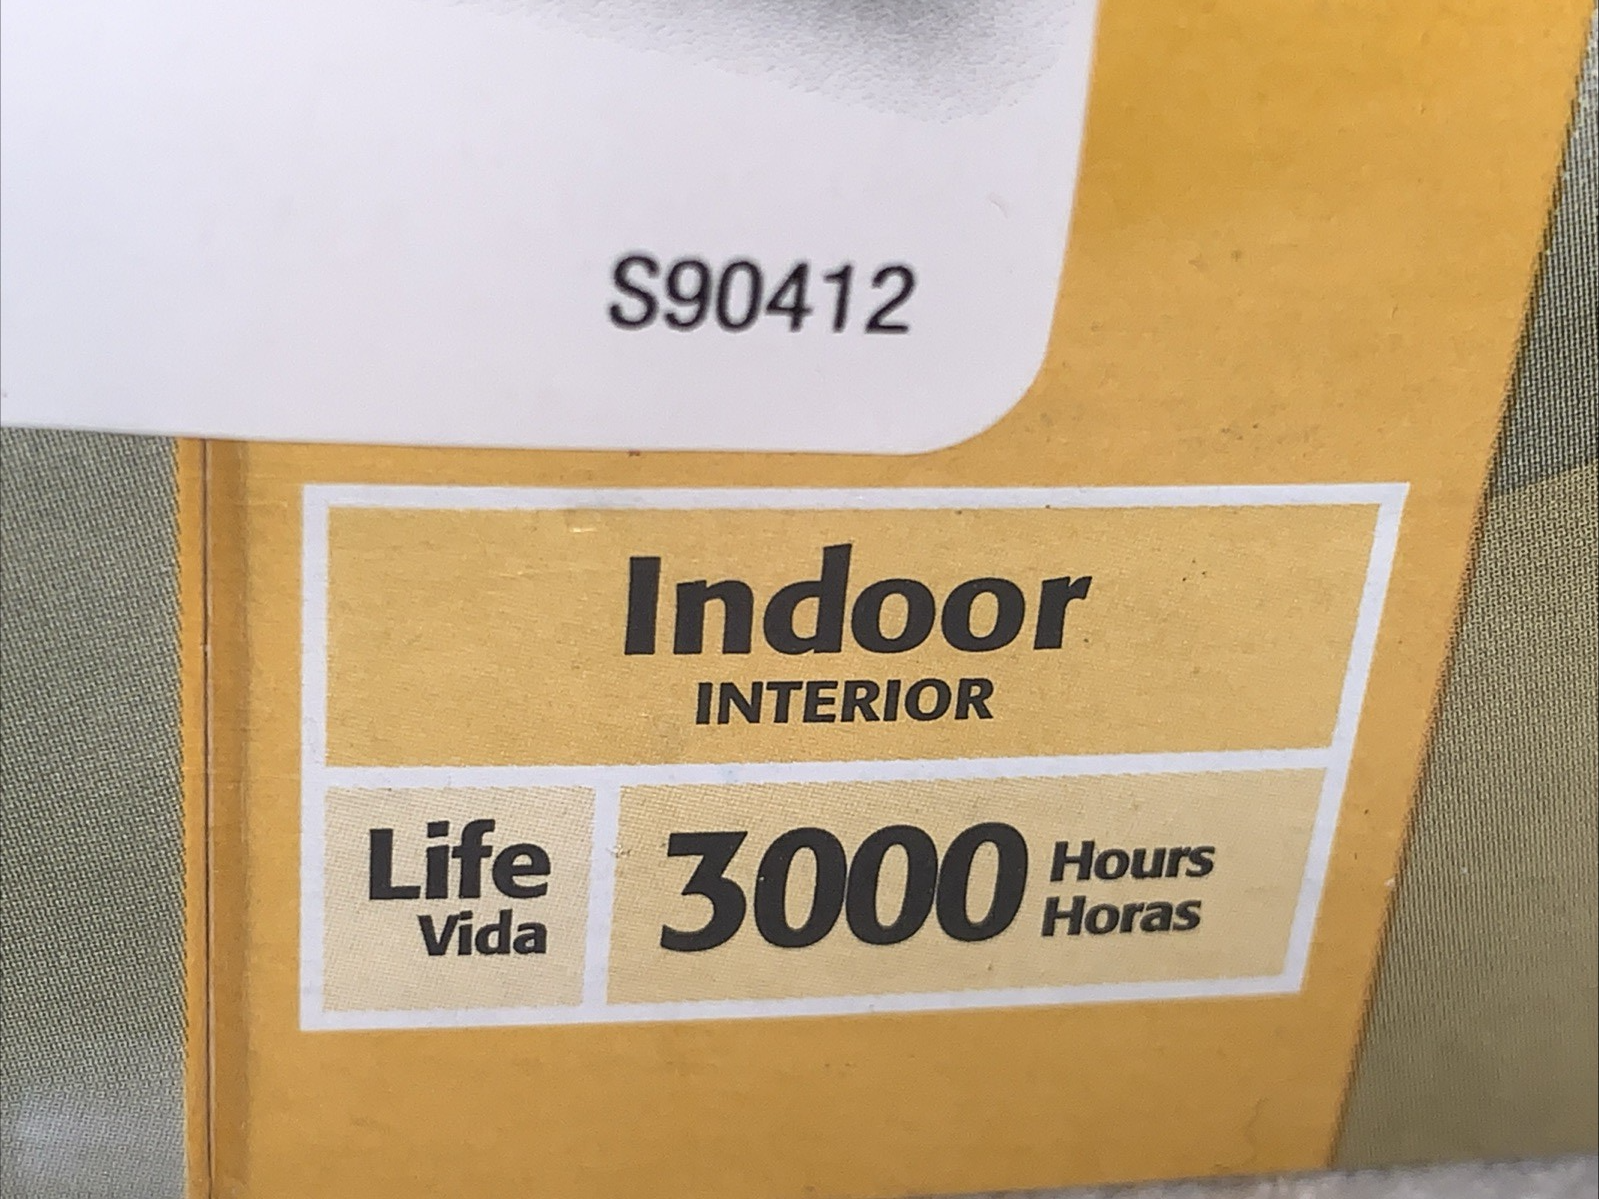 S90412
Indoor
INTERIOR
Life
Vida
3000 Hours
Horas